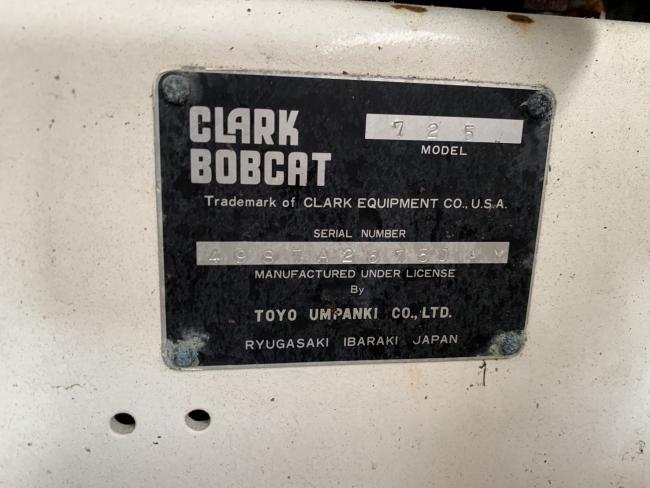 CLARK
BOBCAT
725
MODEL
Trademark of CLARK EQUIPMENT CO., U.S.A.
SERIAL NUMBER
MANUFACTURED UNDER LICENSE
By
TOYO UMPANKI CO., LTD.
RYUGASAKI IBARAKI JAPAN